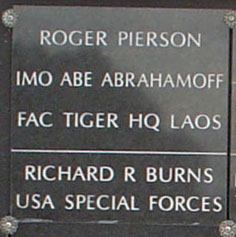 ROGER PIERSON
IMO ABE ABRAHAMOFF
FAC TIGER HQ LAOS
RICHARD R BURNS
USA SPECIAL FORCES